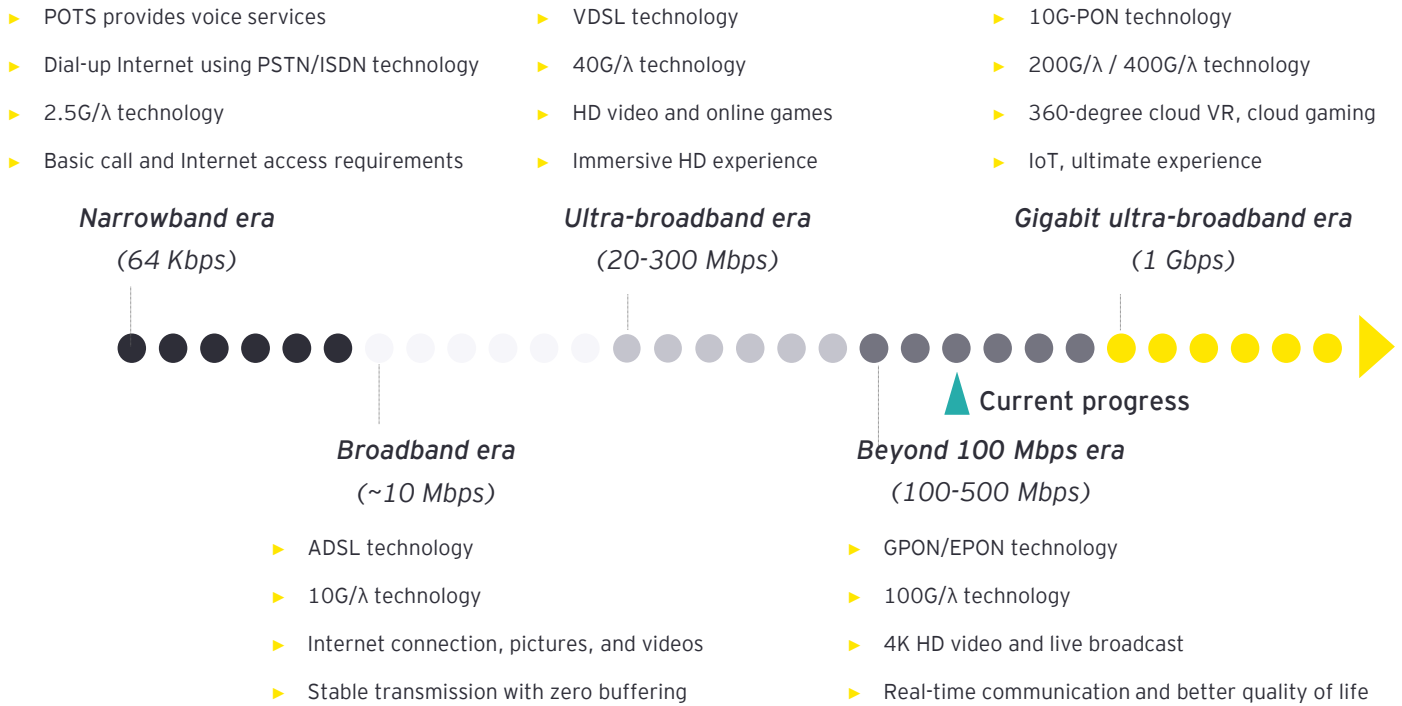 POTS provides voice services
Dial-up Internet using PSTN/ISDN technology
2.5G/λ technology
Basic call and Internet access requirements
Narrowband era
(64 Kbps)
VDSL technology
40G/λ technology
HD video and online games
Immersive HD experience
Ultra-broadband era
(20-300 Mbps)
10G-PON technology
200G/λ / 400G/λ technology
360-degree cloud VR, cloud gaming
IoT, ultimate experience
Gigabit ultra-broadband era
(1 Gbps)
Current progress
Broadband era
(~10 Mbps)
ADSL technology
10G/λ technology
Internet connection, pictures, and videos
Stable transmission with zero buffering
Beyond 100 Mbps era
(100-500 Mbps)
GPON/EPON technology
100G/λ technology
4K HD video and live broadcast
Real-time communication and better quality of life